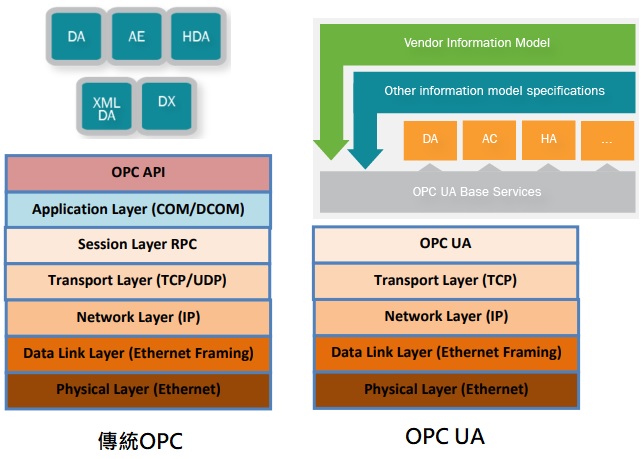 DA
AE
HDA
XML
DA
DX
OPC API
Application Layer (COM/DCOM)
Session Layer RPC
Transport Layer (TCP/UDP)
Network Layer (IP)
Data Link Layer (Ethernet Framing)
Physical Layer (Ethernet)
傳統OPC
Vendor Information Model
Other information model specifications
DA
AC
HA
...
OPC UA Base Services
OPC UA
Transport Layer (TCP)
Network Layer (IP)
Data Link Layer (Ethernet Framing)
Physical Layer (Ethernet)
OPC UA